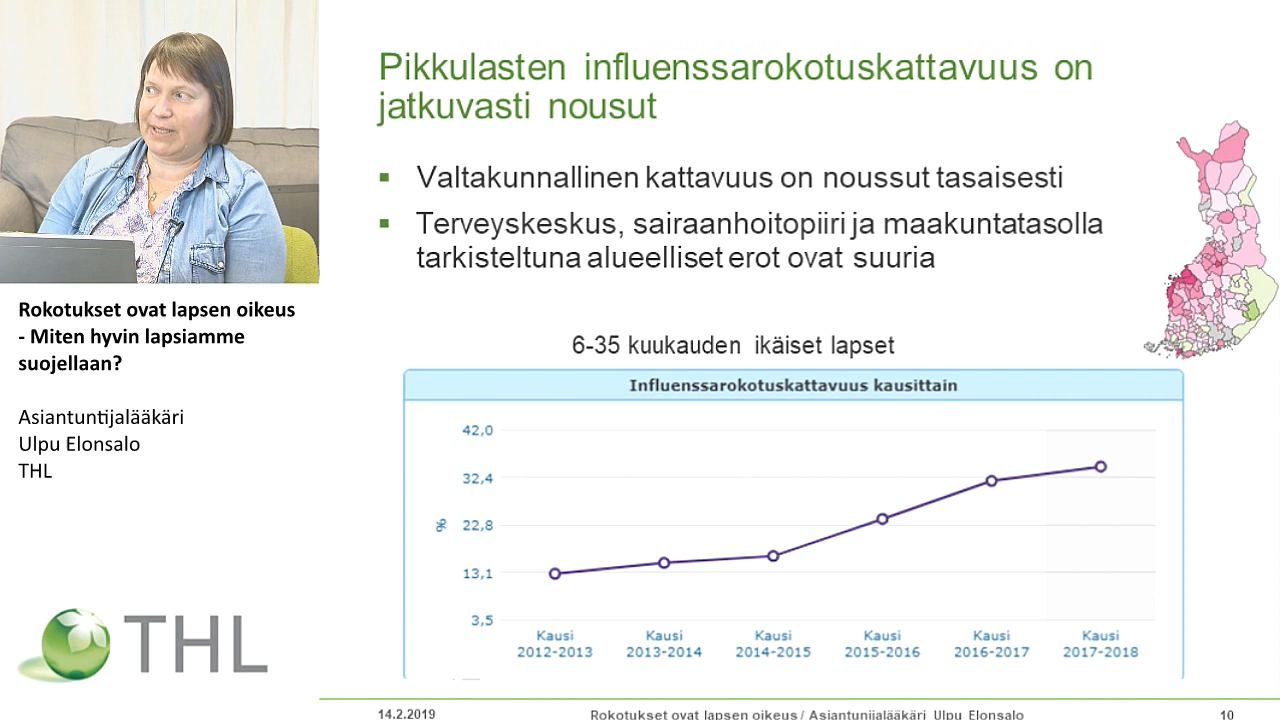 Pikkulasten influenssarokotuskattavuus on
jatkuvasti nousut
▪ Valtakunnallinen kattavuus on noussut tasaisesti
▪ Terveyskeskus, sairaanhoitopiiri ja maakuntatasolla
tarkisteltuna alueelliset erot ovat suuria
Rokotukset ovat lapsen oikeus
- Miten hyvin lapsiamme
suojellaan?
Asiantuntijalääkäri
Ulpu Elonsalo
THL
THL
6-35 kuukauden ikäiset lapset
Influenssarokotuskattavuus kausittain
42,0
32,4
22,8
13,1
3,5
%
Kausi 2012-2013
Kausi 2013-2014
Kausi 2014-2015
Kausi 2015-2016
Kausi 2016-2017
Kausi 2017-2018
14.2.2019
Rokotukset ovat lapsen oikeus / Asiantunijalääkäri Ulpu Elonsalo
10